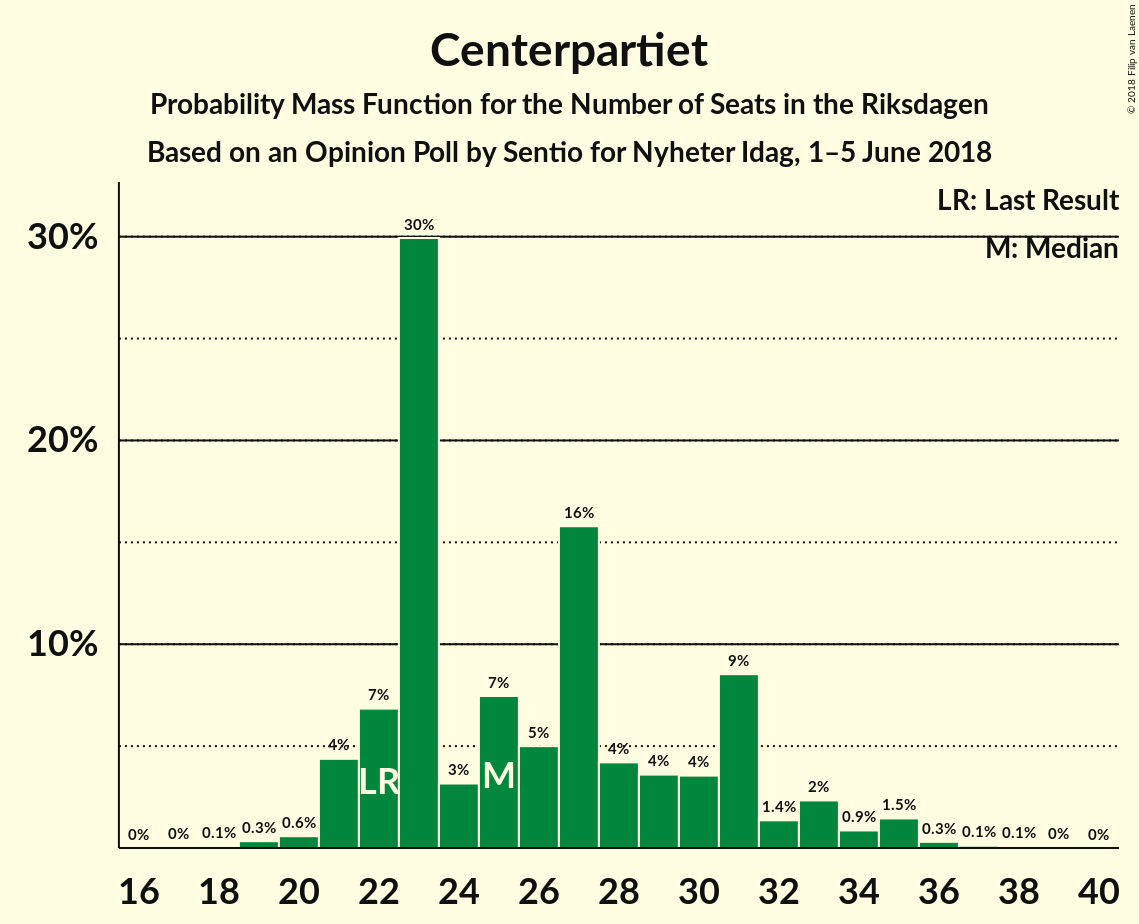 Centerpartiet
Probability Mass Function for the Number of Seats in the Riksdagen
Based on an Opinion Poll by Sentio for Nyheter Idag, 1–5 June 2018
© 2018 Filip van Laenen
LR: Last Result
M: Median
30%
20%
10%
0% 0% 0.1% 0.3% 0.6% 4% 7% 30% 3% 7% 5% 16% 4% 4% 4% 9% 1.4% 2% 0.9% 1.5% 0.3% 0.1% 0.1% 0% 0%
LR M
16 18 20 22 24 26 28 30 32 34 36 38 40